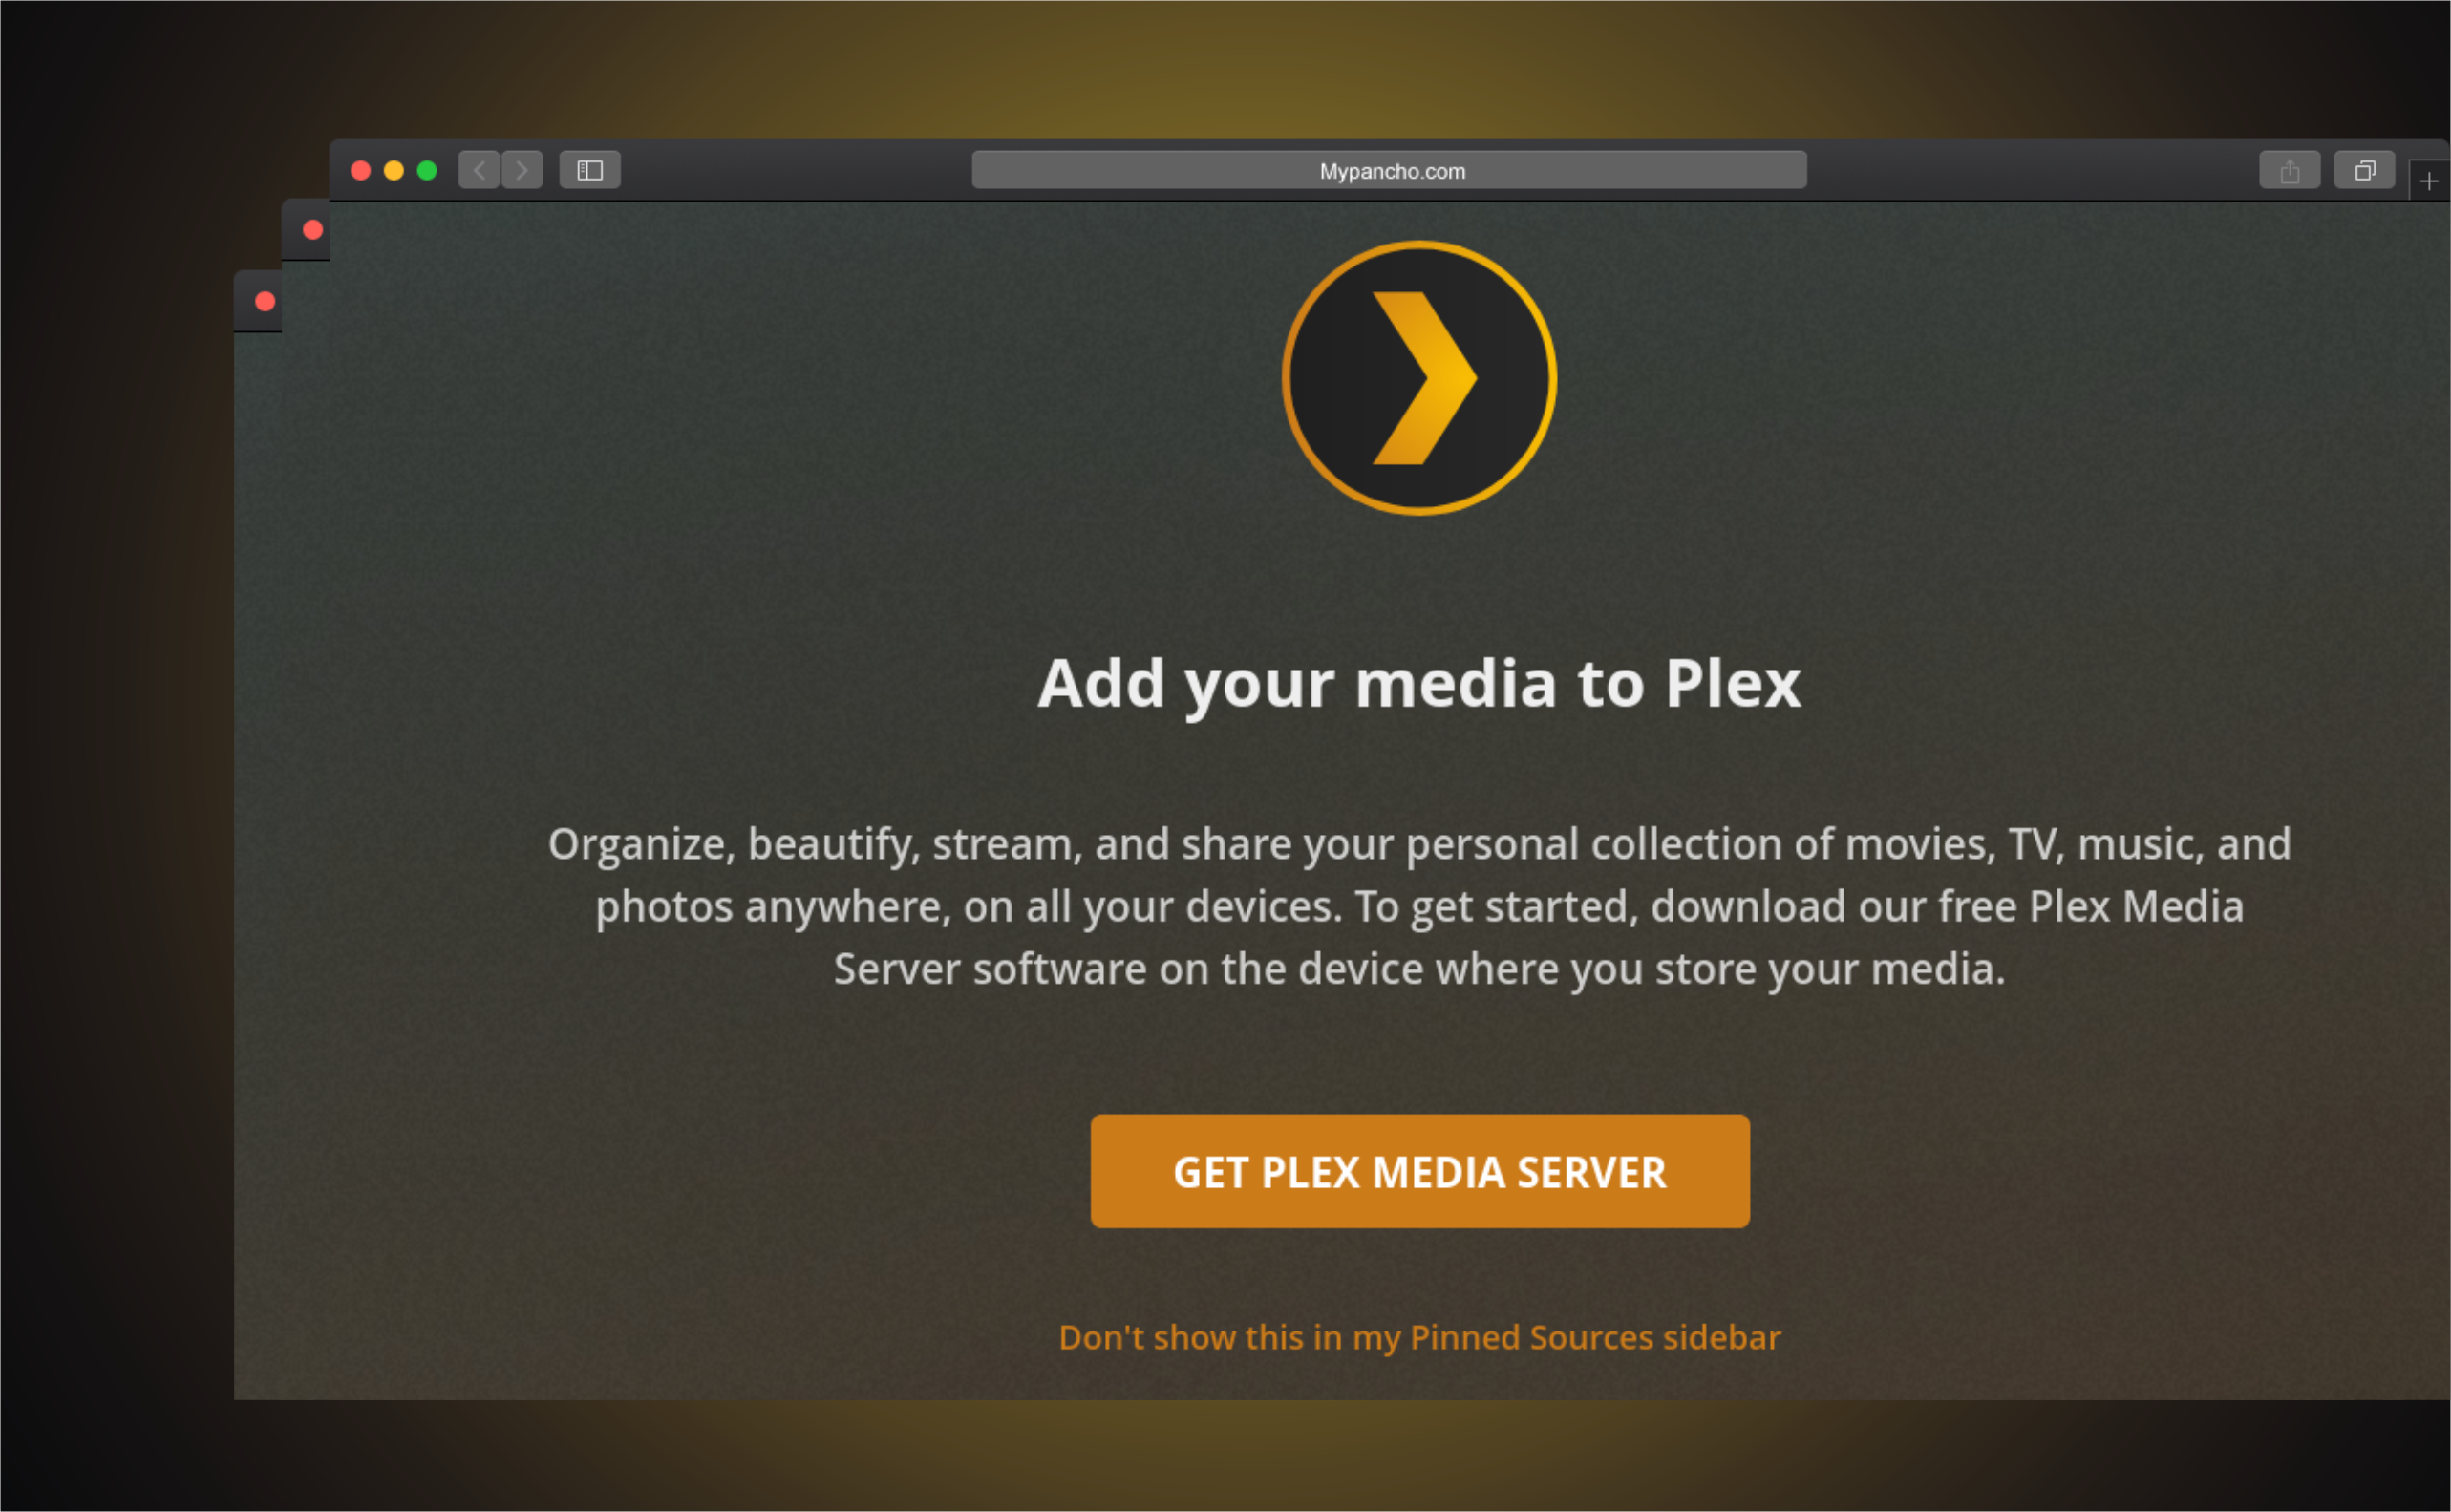 Mypancho.com
Add your media to Plex
Organize, beautify, stream, and share your personal collection of movies, TV, music, and
photos anywhere, on all your devices. To get started, download our free Plex Media
Server software on the device where you store your media.
GET PLEX MEDIA SERVER
Don't show this in my Pinned Sources sidebar